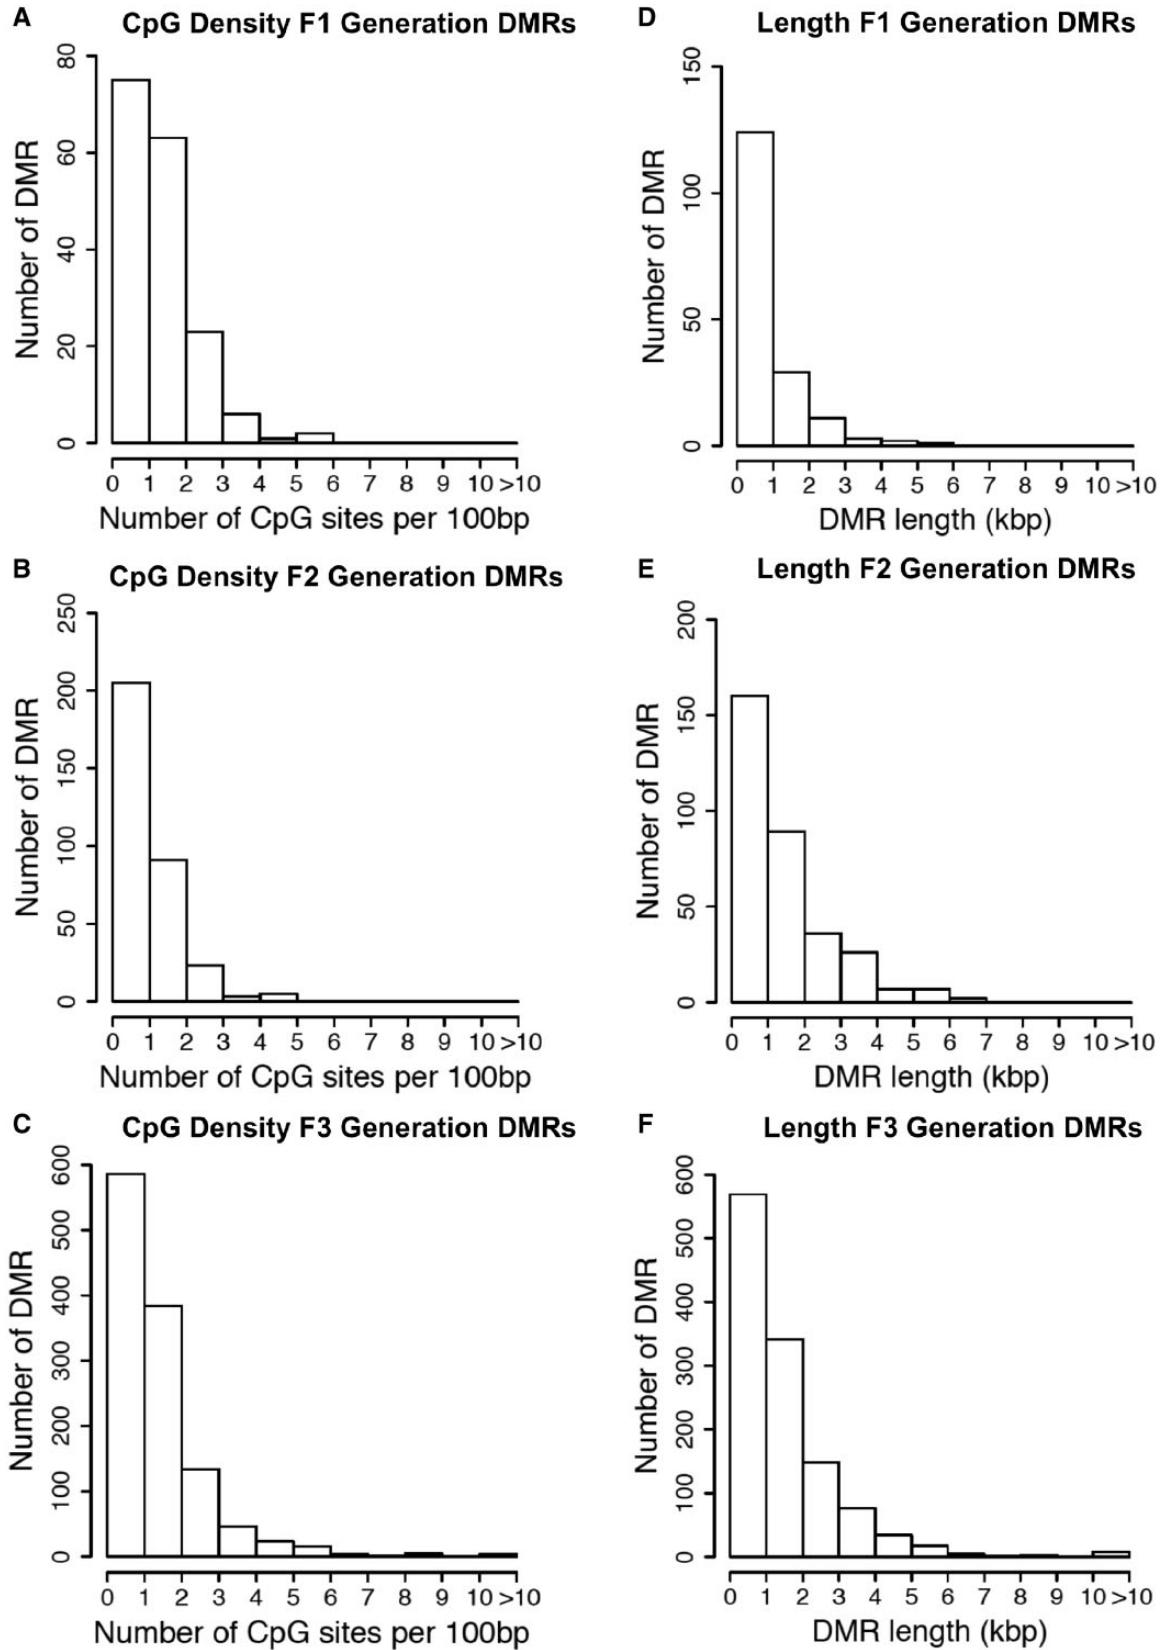 A
CpG Density F1 Generation DMRs
Number of DMR
80
60
40
20
0
0 1 2 3 4 5 6 7 8 9 10 >10
Number of CpG sites per 100bp
D
Length F1 Generation DMRs
Number of DMR
150
100
50
0
0 1 2 3 4 5 6 7 8 9 10 >10
DMR length (kbp)
B
CpG Density F2 Generation DMRs
Number of DMR
250
200
150
100
50
0
0 1 2 3 4 5 6 7 8 9 10 >10
Number of CpG sites per 100bp
E
Length F2 Generation DMRs
Number of DMR
200
150
100
50
0
0 1 2 3 4 5 6 7 8 9 10 >10
DMR length (kbp)
C
CpG Density F3 Generation DMRs
Number of DMR
600
500
400
300
200
100
0
0 1 2 3 4 5 6 7 8 9 10 >10
Number of CpG sites per 100bp
F
Length F3 Generation DMRs
Number of DMR
600
500
400
300
200
100
0
0 1 2 3 4 5 6 7 8 9 10 >10
DMR length (kbp)